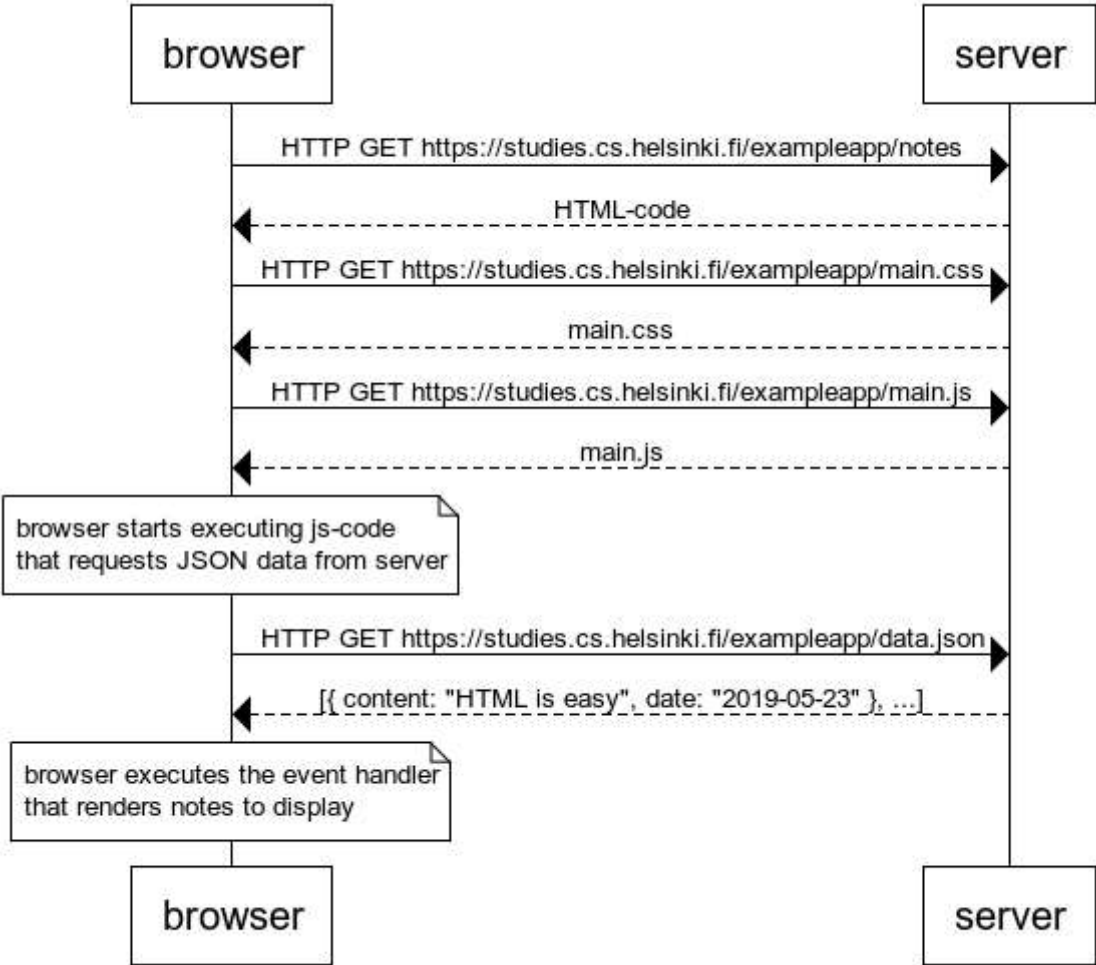 browser server
HTTP GET https://studies.cs.helsinki.fi/exampleapp/notes
HTML-code
HTTP GET https://studies.cs.helsinki.fi/exampleapp/main.css
main.css
HTTP GET https://studies.cs.helsinki.fi/exampleapp/main.js
main.js
browser starts executing js-code
that requests JSON data from server
HTTP GET https://studies.cs.helsinki.fi/exampleapp/data.json
[{ content: "HTML is easy", date: "2019-05-23" }, ...]
browser executes the event handler
that renders notes to display
browser server